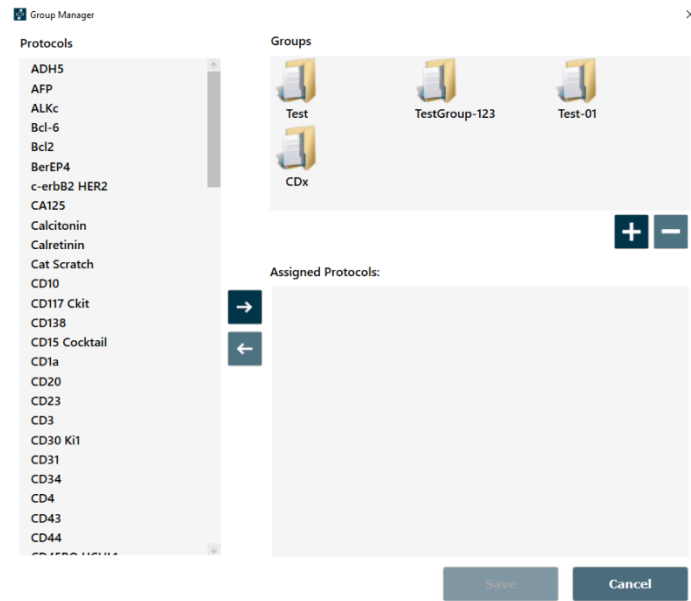 Group Manager
Protocols
ADH5
AFP
ALKc
Bcl-6
Bcl2
BerEP4
c-erbB2 HER2
CA125
Calcitonin
Calretinin
Cat Scratch
CD10
CD117 Ckit
CD138
CD15 Cocktail
CD1a
CD20
CD23
CD3
CD30 Ki1
CD31
CD34
CD4
CD43
CD44
Groups
Test
TestGroup-123
Test-01
CDx
Assigned Protocols:
Save
Cancel